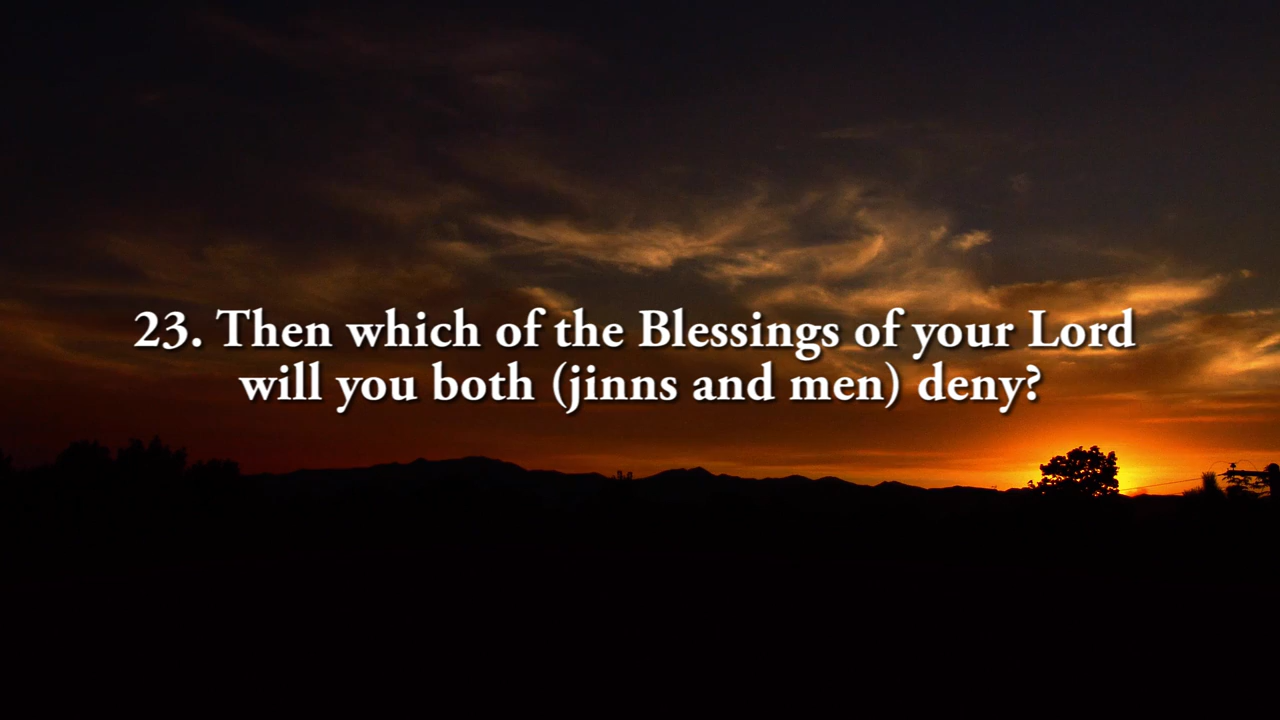 23. Then which of the Blessings of your Lord
will you both (jinns and men) deny?